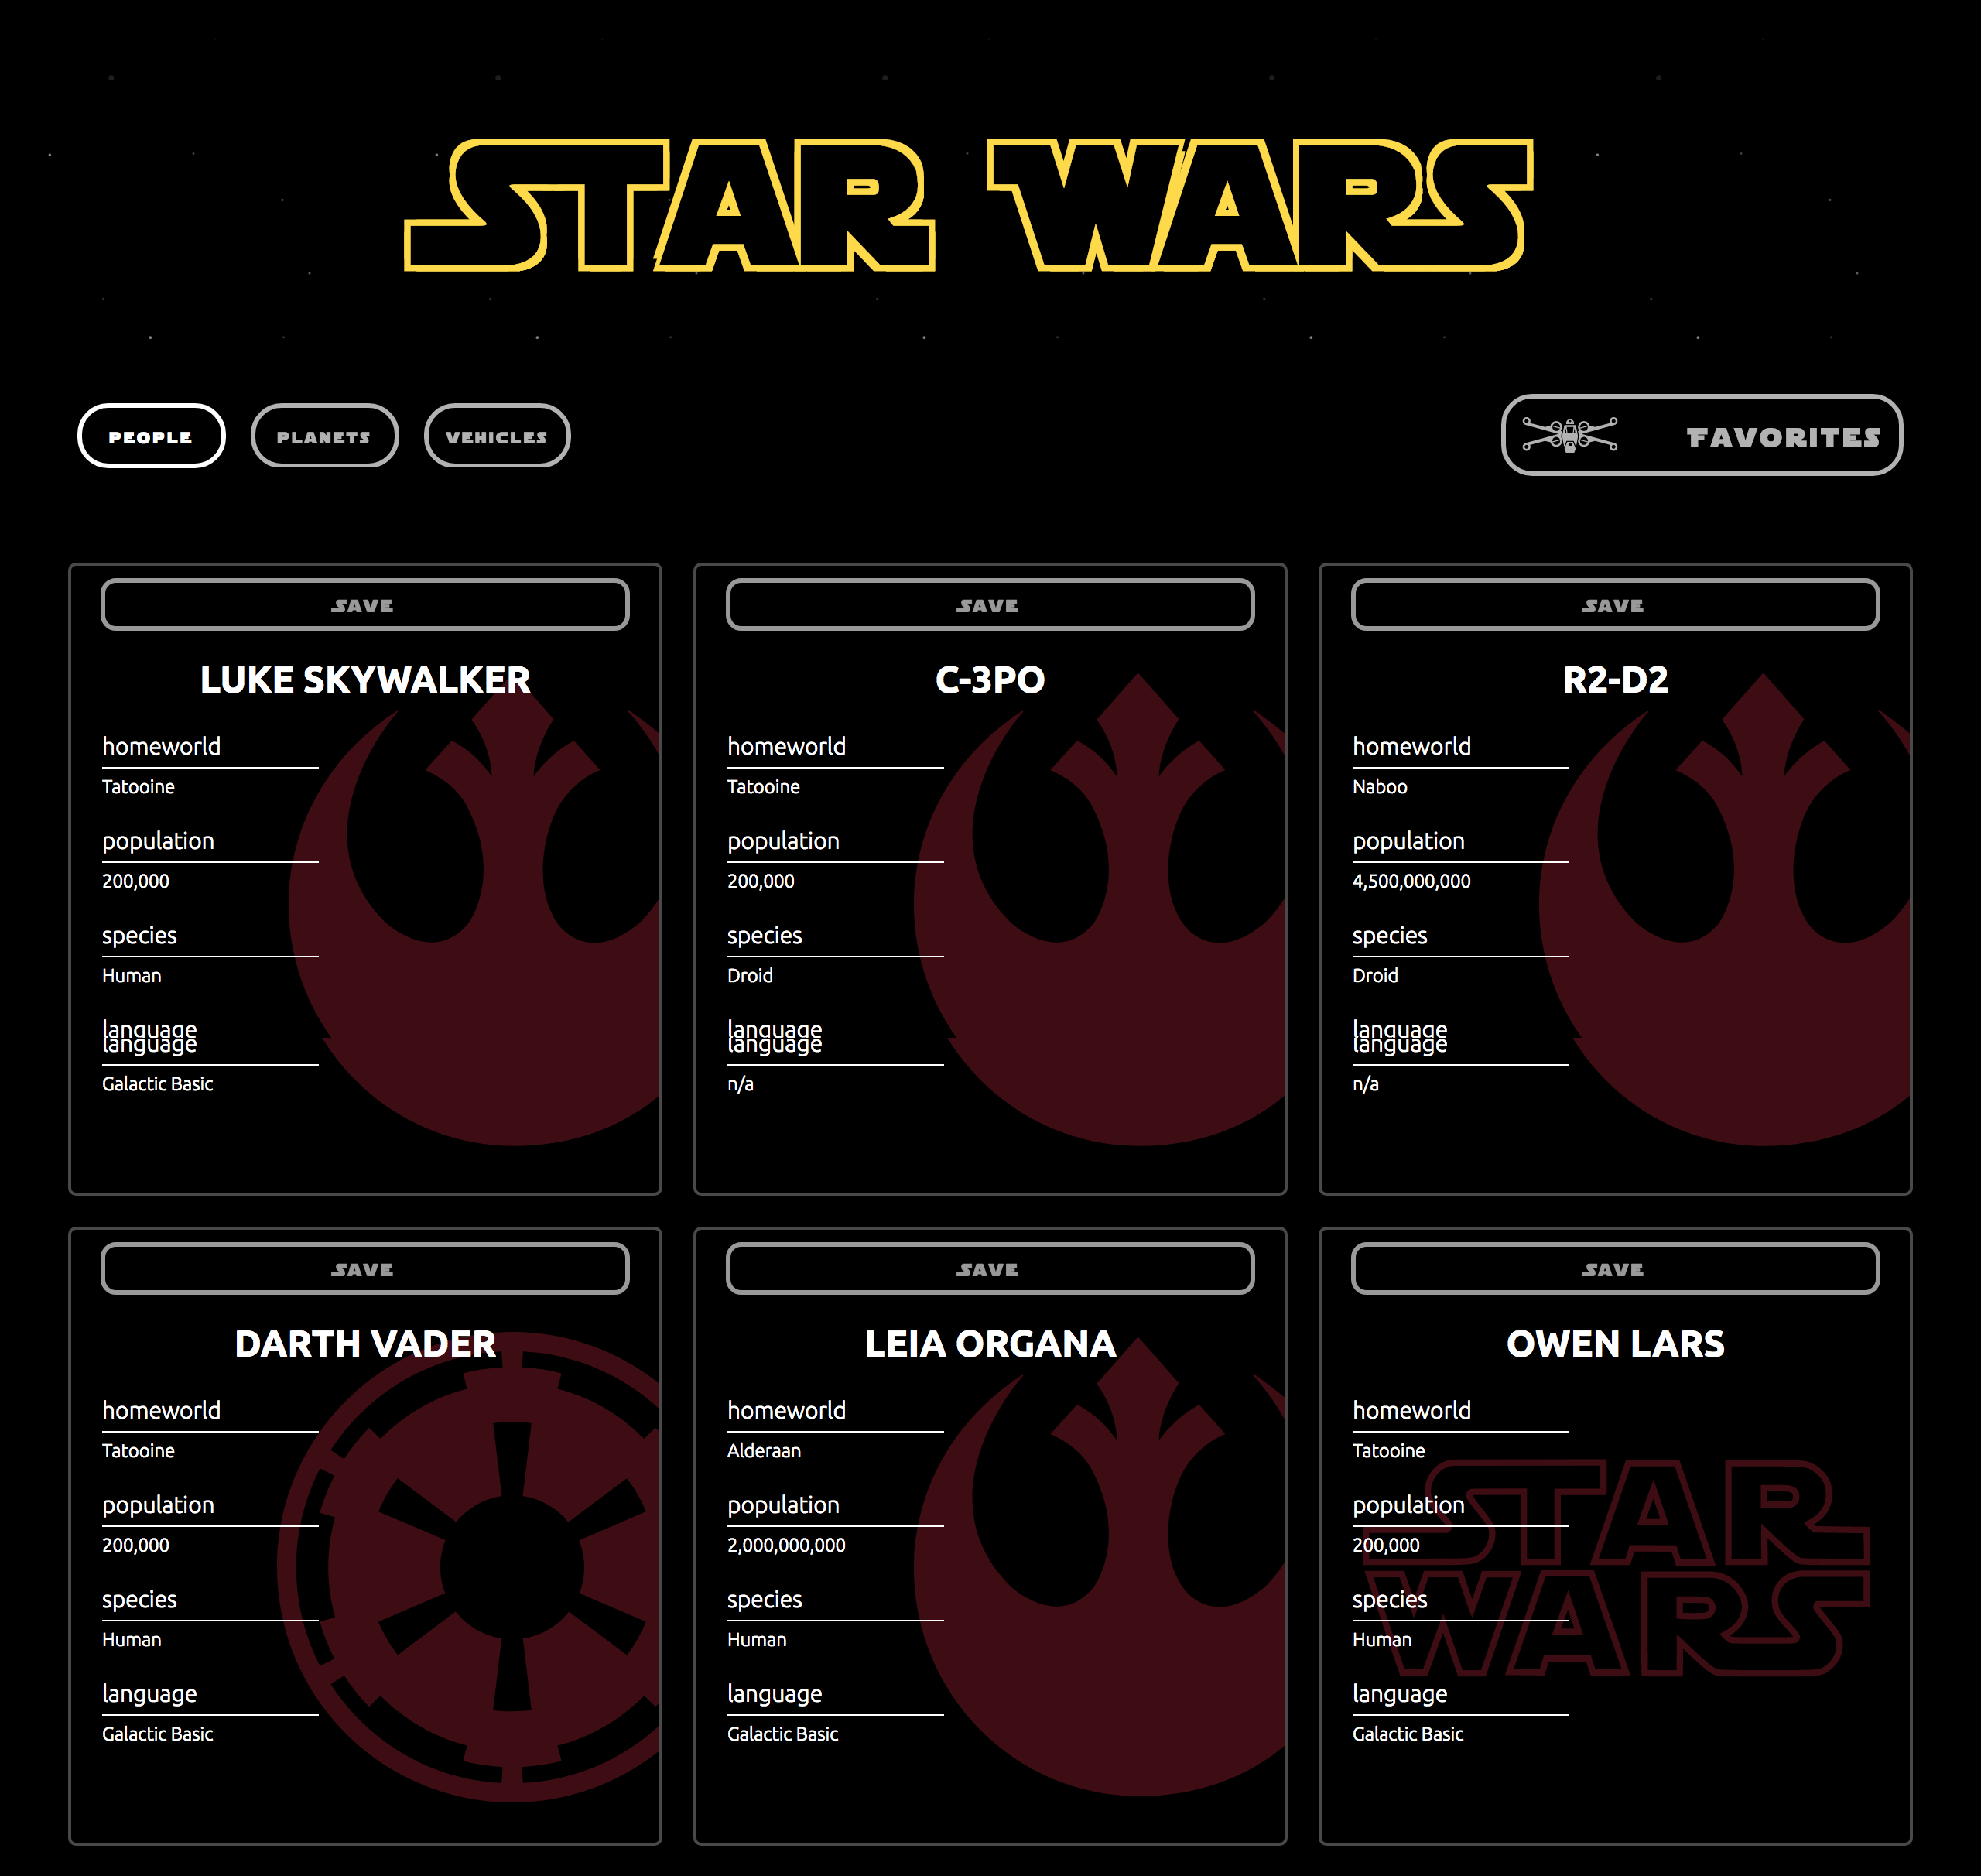 STAR WARS
PEOPLE
PLANETS
VEHICLES
FAVORITES
SAVE
LUKE SKYWALKER
homeworld
Tatooine
population
200,000
species
Human
language
language
Galactic Basic
SAVE
C-3PO
homeworld
Tatooine
population
200,000
species
Droid
language
language
n/a
SAVE
R2-D2
homeworld
Naboo
population
4,500,000,000
species
Droid
language
language
n/a
SAVE
DARTH VADER
homeworld
Tatooine
population
200,000
species
Human
language
Galactic Basic
SAVE
LEIA ORGANA
homeworld
Alderaan
population
2,000,000,000
species
Human
language
Galactic Basic
SAVE
OWEN LARS
homeworld
Tatooine
population
200,000
species
Human
language
Galactic Basic
STAR
WARS